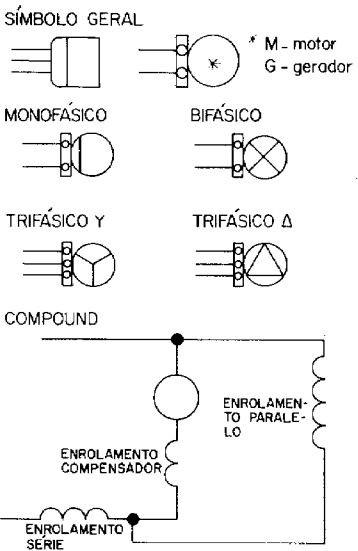 SÍMBOLO GERAL
* M - motor
G - gerador
*
MONOFÁSICO
BIFÁSICO
TRIFÁSICO Y
TRIFÁSICO Δ
COMPOUND
ENROLAMEN-
TO PARALE-
LO
ENROLAMENTO
COMPENSADOR
ENROLAMENTO
SERIE